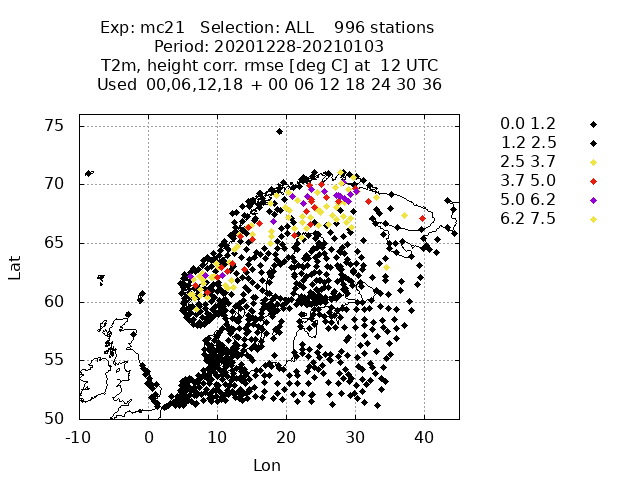 Exp: mc21   Selection: ALL    996 stations
Period: 20201228-20210103
T2m, height corr. rmse [deg C] at  12 UTC
Used  00,06,12,18 + 00 06 12 18 24 30 36
75
70
65
60
55
50
Lat
-10 0 10 20 30 40
Lon
0.0 1.2
1.2 2.5
2.5 3.7
3.7 5.0
5.0 6.2
6.2 7.5